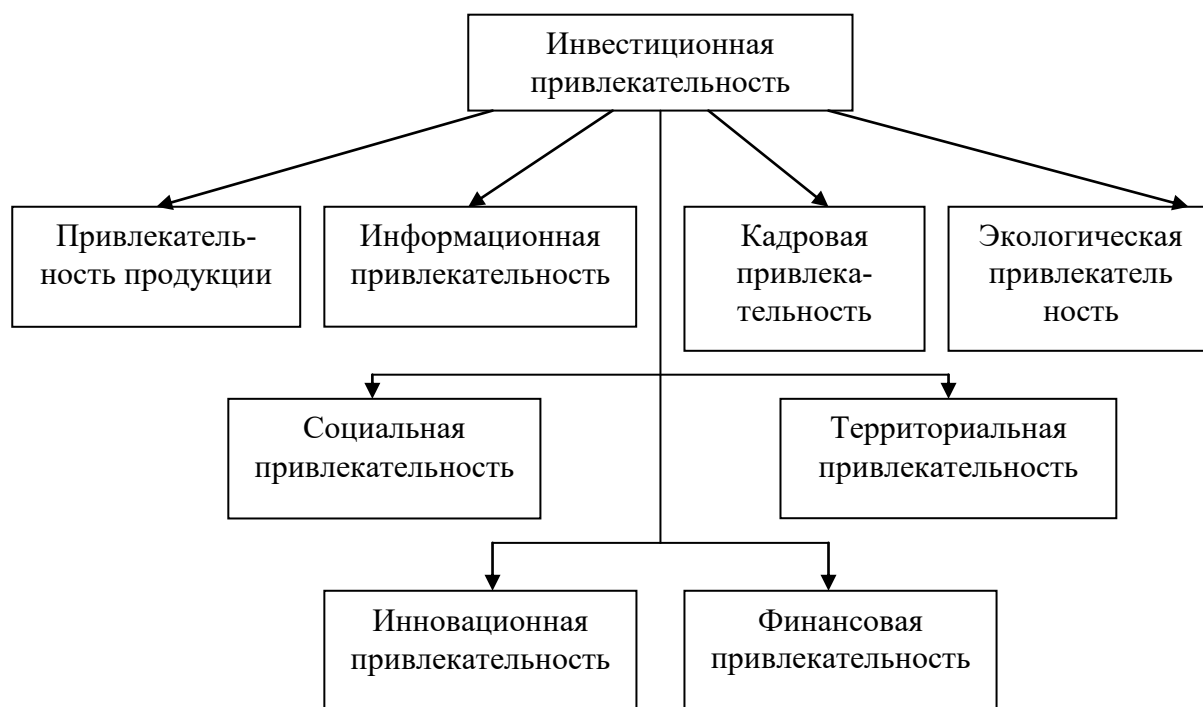 Инвестиционная
привлекательность
Привлекатель-
ность продукции
Информационная
привлекательность
Кадровая
привлека-
тельность
Экологическая
привлекатель
ность
Социальная
привлекательность
Территориальная
привлекательность
Инновационная
привлекательность
Финансовая
привлекательность